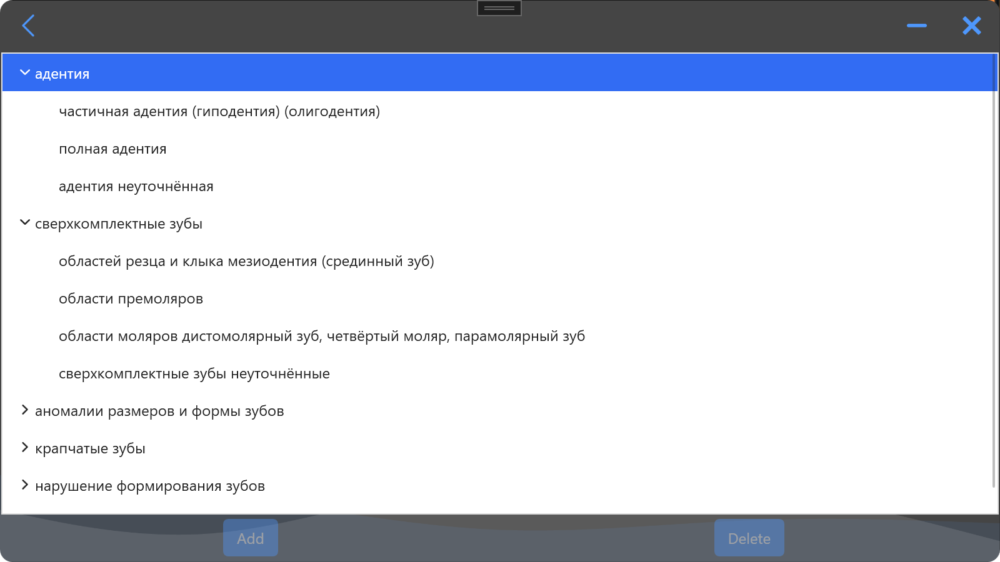 адентия
частичная адентия (гиподентия) (олигодентия)
полная адентия
адентия неуточнённая
сверхкомплектные зубы
областей резца и клыка мезиодентия (срединный зуб)
области премоляров
области моляров дистомолярный зуб, четвёртый моляр, парамолярный зуб
сверхкомплектные зубы неуточнённые
аномалии размеров и формы зубов
крапчатые зубы
нарушение формирования зубов
Add
Delete